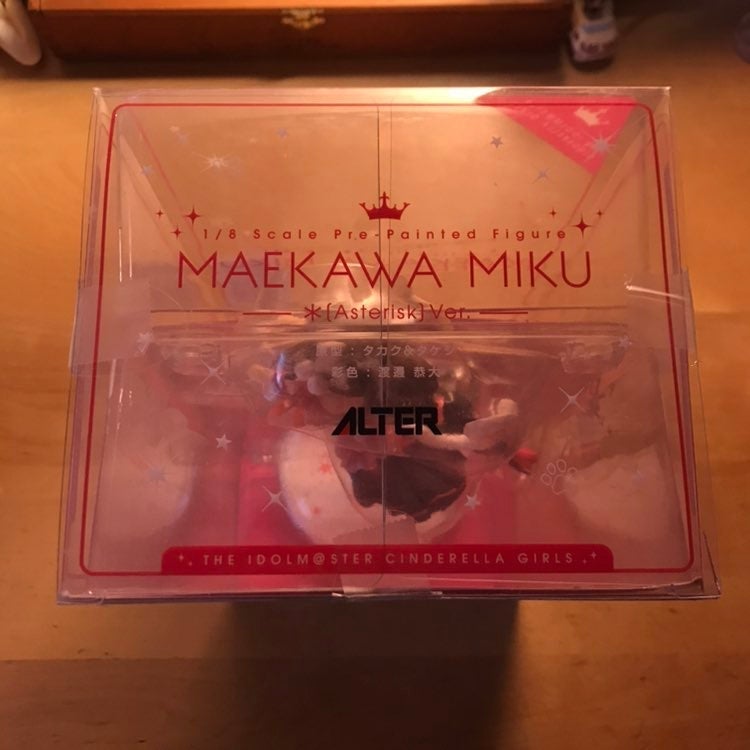 1/8 Scale Pre-Painted Figure
MAEKAWA MIKU
＊[Asterisk]Ver.
原型 : タカク&タケシ
彩色 : 渡邊 恭大
ALTER
THE IDOLM@STER CINDERELLA GIRLS